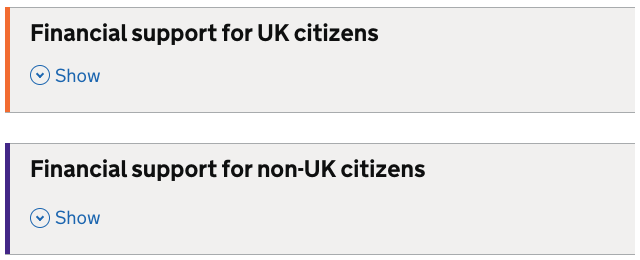 Financial support for UK citizens
Show
Financial support for non-UK citizens
Show